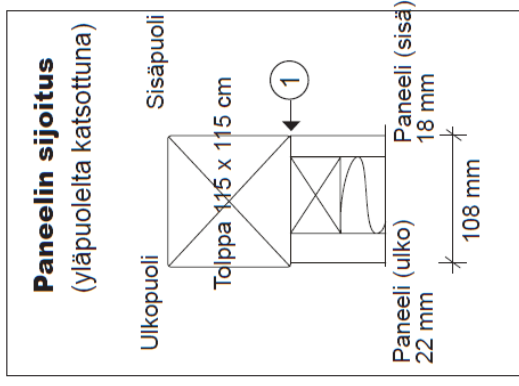 Paneelin sijoitus
(yläpuolelta katsottuna)
Ulkopuoli
Sisäpuoli
Tolppa 115 x 115 cm
1
Paneeli (ulko)
22 mm
Paneeli (sisä)
18 mm
108 mm